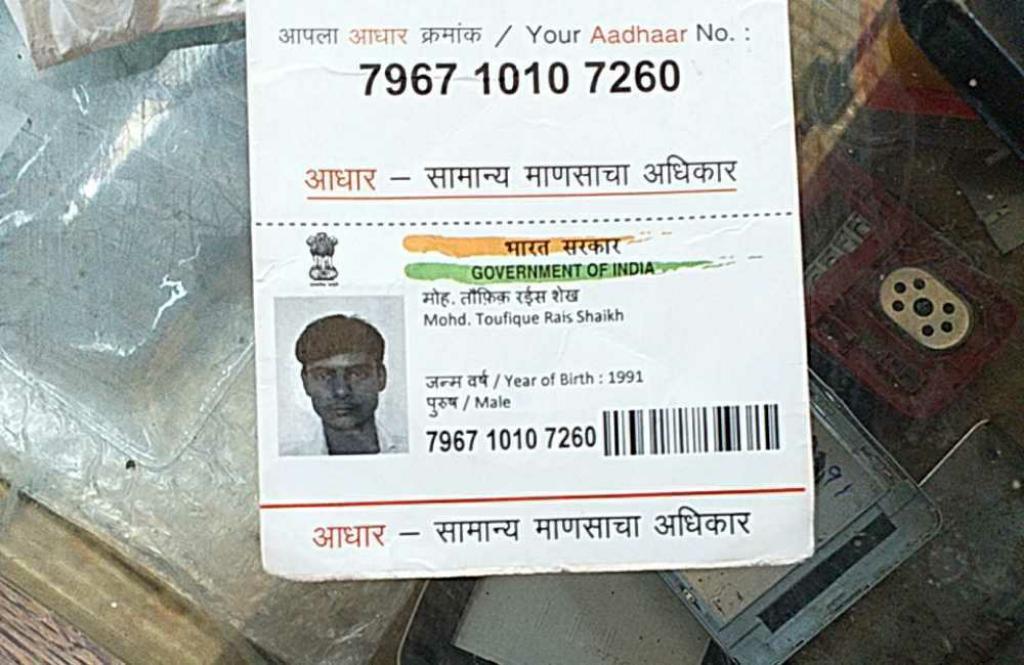 आपला आधार क्रमांक / Your Aadhaar No. :
7967 1010 7260
आधार – सामान्य माणसाचा अधिकार
भारत सरकार
GOVERNMENT OF INDIA
मोह. तौफ़िक रईस शेख
Mohd. Toufique Rais Shaikh
जन्म वर्ष / Year of Birth : 1991
पुरुष / Male
7967 1010 7260
आधार – सामान्य माणसाचा अधिकार